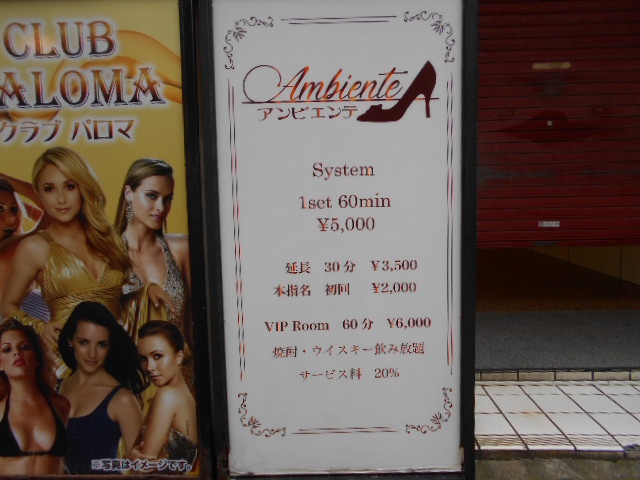 CLUB
ALOMA
クラブ パロマ
※写真はイメージです。
Ambiente
アンビエンテ
System
1set 60min
¥5,000
延長 30分 ¥3,500
本指名 初回 ¥2,000
VIP Room 60分 ¥6,000
焼酎・ウイスキー飲み放題
サービス料 20%